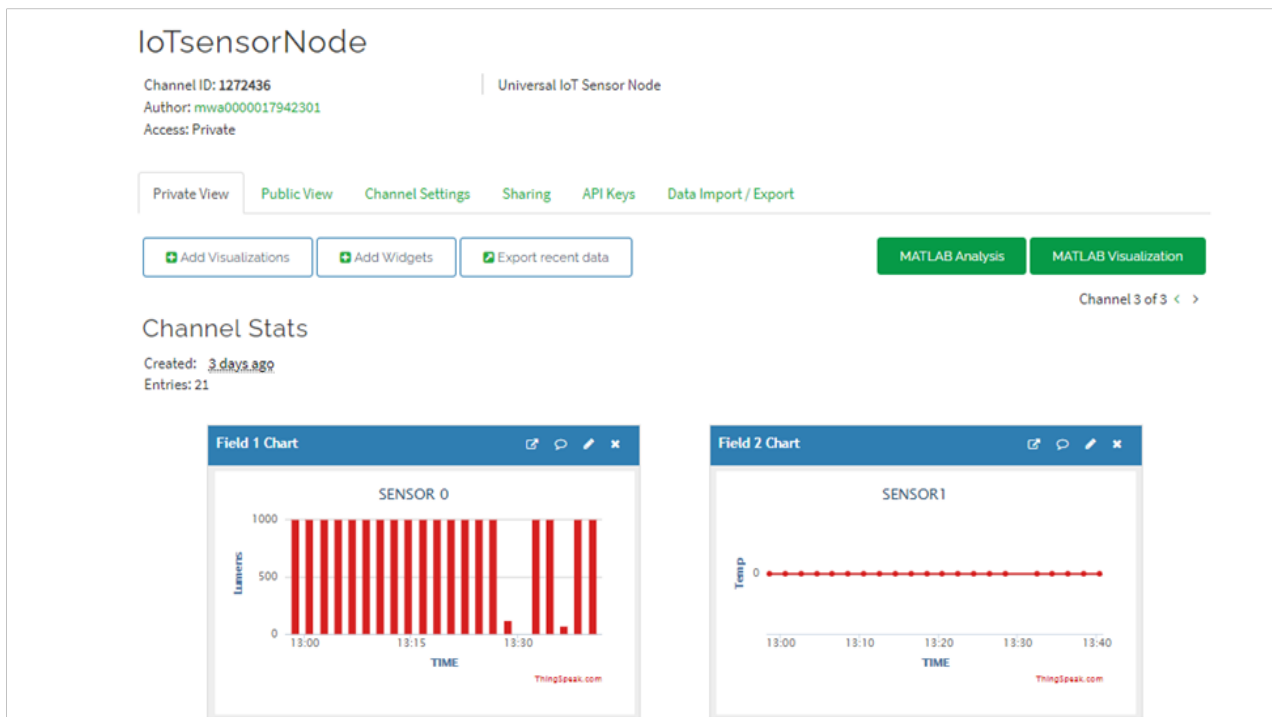 IoTsensorNode
Channel ID: 1272436
Author: mwa0000017942301
Access: Private
Universal IoT Sensor Node
Private View
Public View
Channel Settings
Sharing
API Keys
Data Import / Export
Add Visualizations
Add Widgets
Export recent data
MATLAB Analysis
MATLAB Visualization
Channel 3 of 3 < >
Channel Stats
Created: 3 days ago
Entries: 21
Field 1 Chart
SENSOR 0
Lumens
1000
500
0
13:00
13:15
13:30
TIME
ThingSpeak.com
Field 2 Chart
SENSOR1
Temp
0
13:00
13:10
13:20
13:30
13:40
TIME
ThingSpeak.com